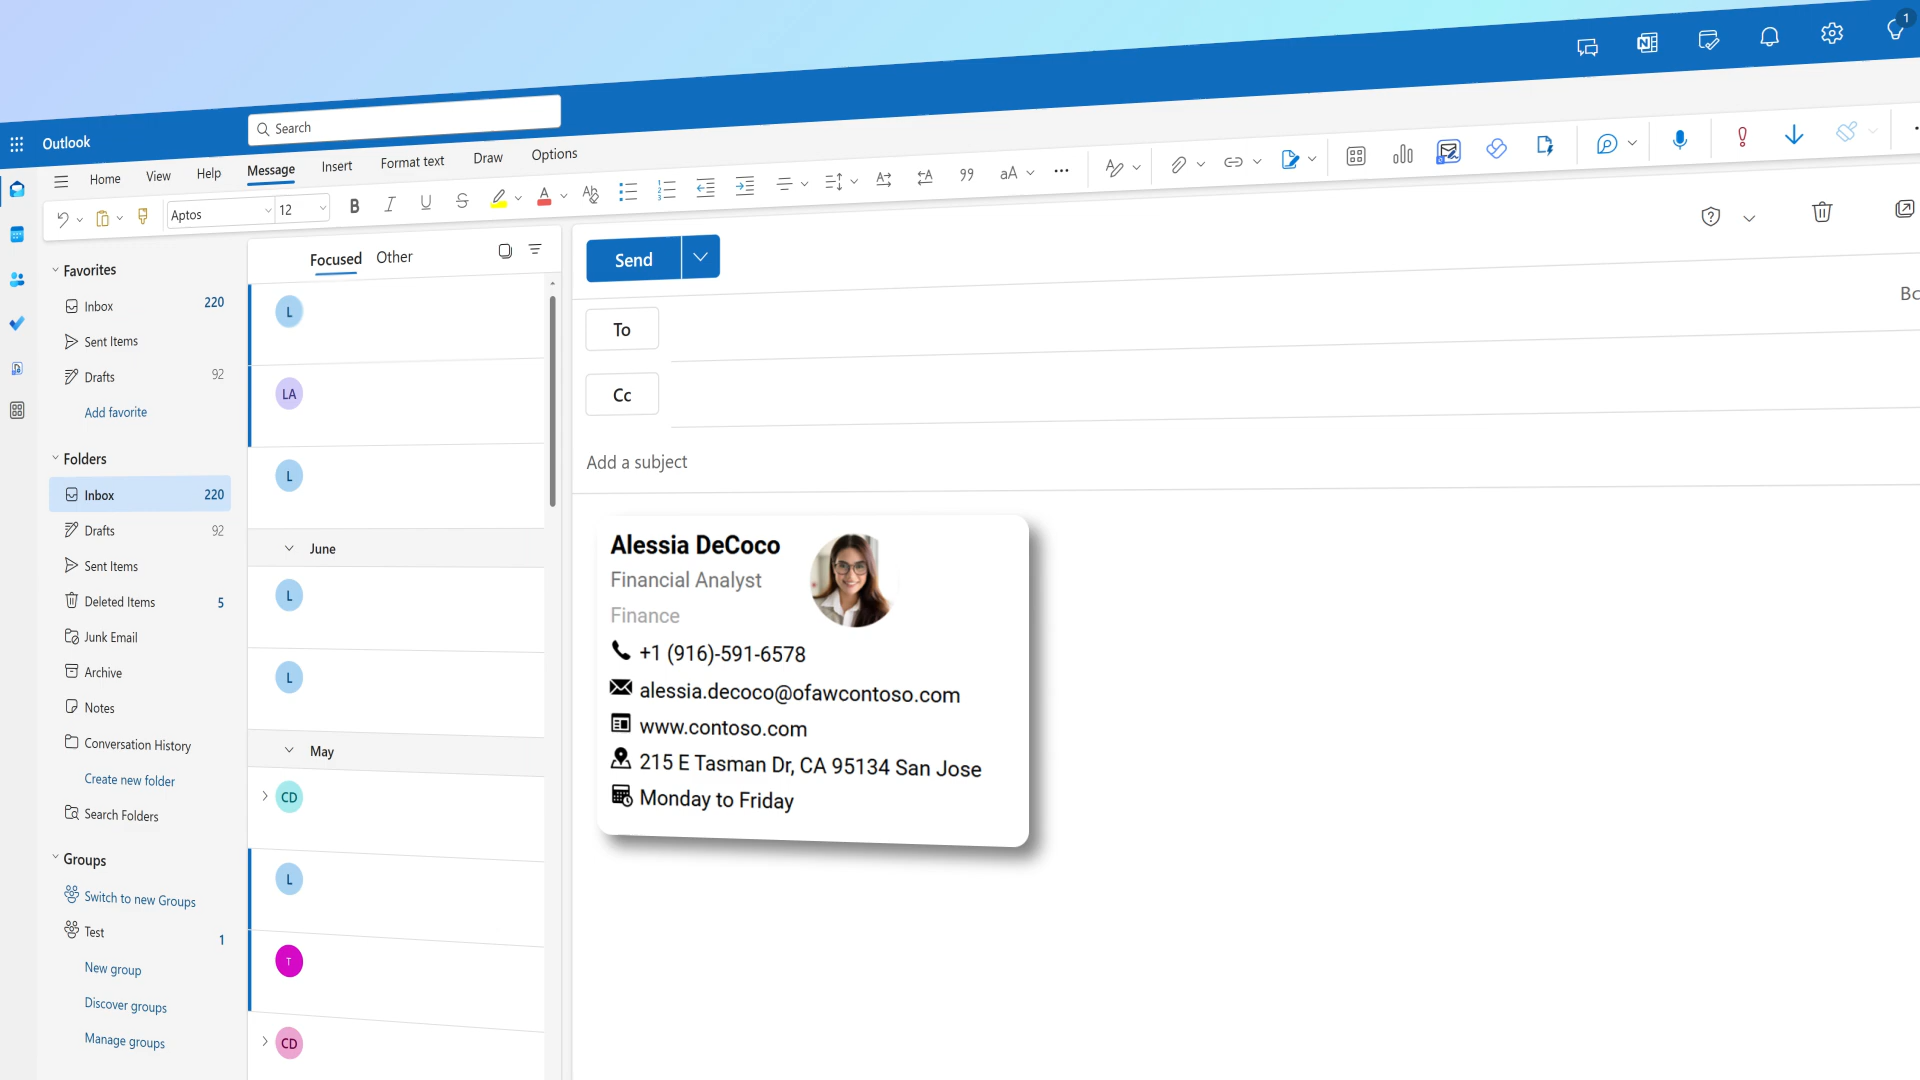 1
Outlook
Search
Home
View
Help
Message
Insert
Format text
Draw
Options
Aptos
12
Favorites
Inbox 220
Sent Items
Drafts 92
Add favorite
Folders
Inbox 220
Drafts 92
Sent Items
Deleted Items 5
Junk Email
Archive
Notes
Conversation History
Create new folder
Search Folders
Groups
Switch to new Groups
Test 1
New group
Discover groups
Manage groups
Focused Other
L
LA
L
June
L
L
May
CD
L
T
CD
Send
To
Bc
Cc
Add a subject
Alessia DeCoco
Financial Analyst
Finance
+1 (916)-591-6578
alessia.decoco@ofawcontoso.com
www.contoso.com
215 E Tasman Dr, CA 95134 San Jose
Monday to Friday